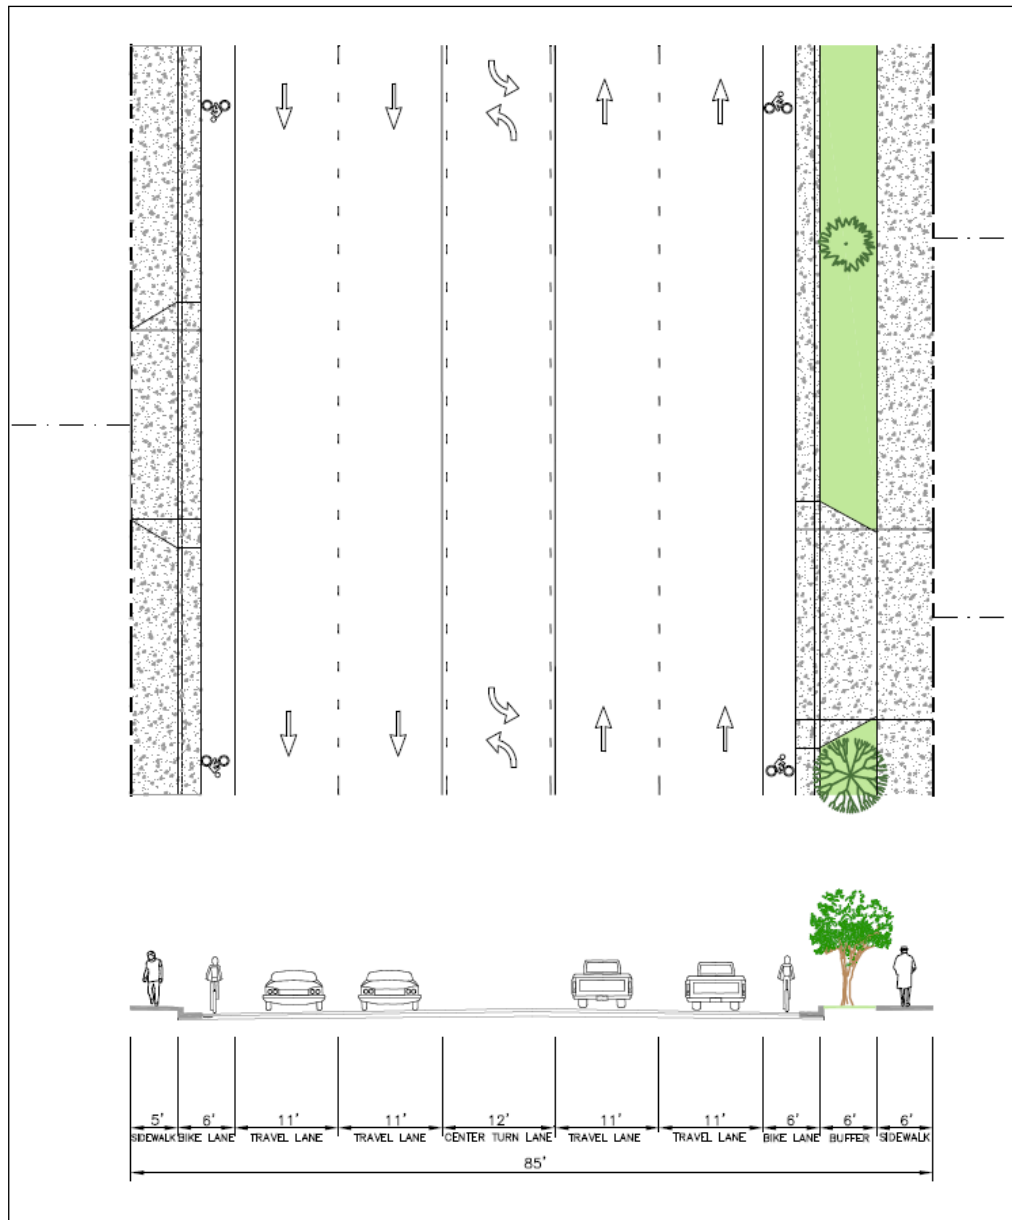 5' 6' 11' 11' 12' 11' 11' 6' 6' 6'
SIDEWALK BIKE LANE TRAVEL LANE TRAVEL LANE CENTER TURN LANE TRAVEL LANE TRAVEL LANE BIKE LANE BUFFER SIDEWALK
85'